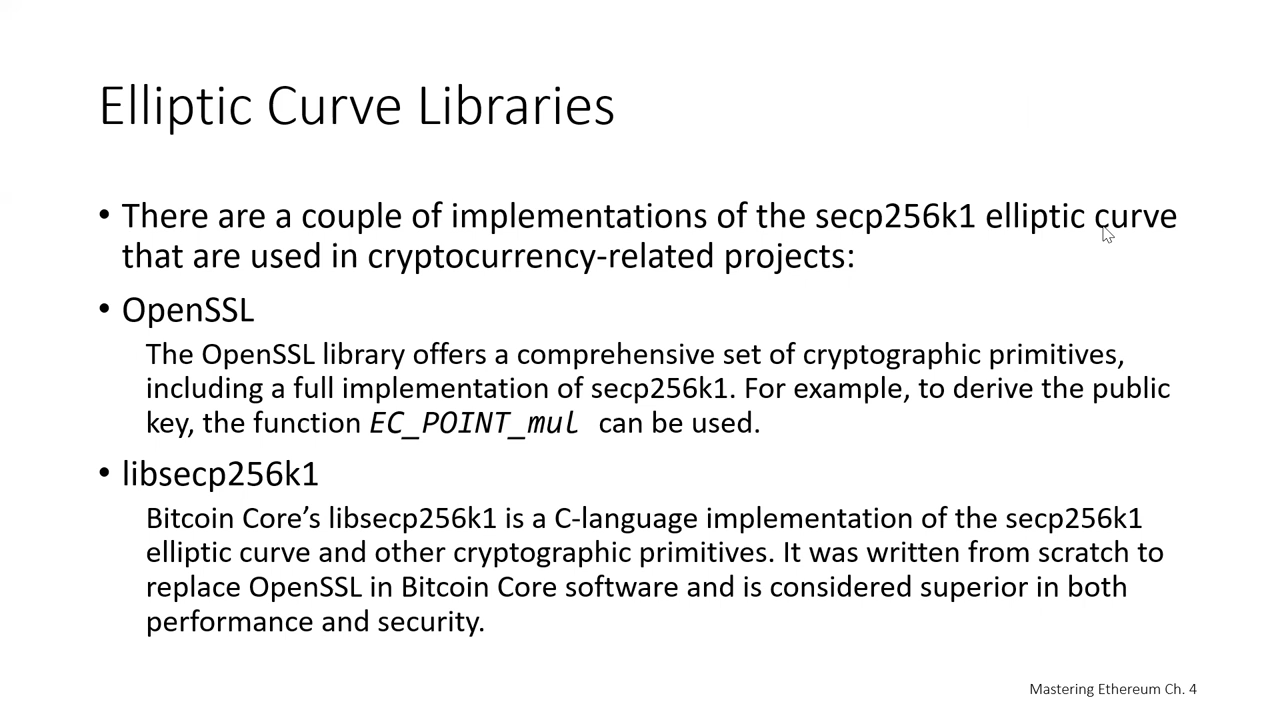 Elliptic Curve Libraries
• There are a couple of implementations of the secp256k1 elliptic curve
that are used in cryptocurrency-related projects:
• OpenSSL
The OpenSSL library offers a comprehensive set of cryptographic primitives,
including a full implementation of secp256k1. For example, to derive the public
key, the function EC_POINT_mul can be used.
• libsecp256k1
Bitcoin Core’s libsecp256k1 is a C-language implementation of the secp256k1
elliptic curve and other cryptographic primitives. It was written from scratch to
replace OpenSSL in Bitcoin Core software and is considered superior in both
performance and security.
Mastering Ethereum Ch. 4